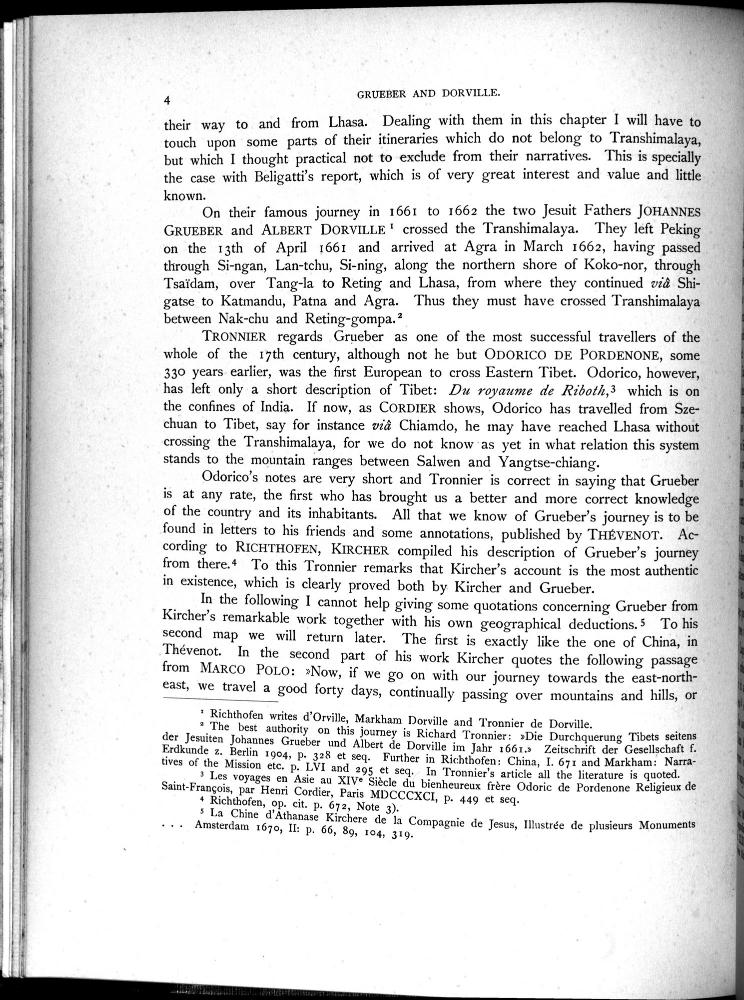 4
GRUEBER AND DORVILLE.
their way to and from Lhasa. Dealing with them in this chapter I will have to
touch upon some parts of their itineraries which do not belong to Transhimalaya,
but which I thought practical not to exclude from their narratives. This is specially
the case with Beligatti's report, which is of very great interest and value and little
known.
On their famous journey in 1661 to 1662 the two Jesuit Fathers JOHANNES
GRUEBER and ALBERT DORVILLE ¹ crossed the Transhimalaya. They left Peking
on the 13th of April 1661 and arrived at Agra in March 1662, having passed
through Si-ngan, Lan-tchu, Si-ning, along the northern shore of Koko-nor, through
Tsaïdam, over Tang-la to Reting and Lhasa, from where they continued viâ Shi-
gatse to Katmandu, Patna and Agra. Thus they must have crossed Transhimalaya
between Nak-chu and Reting-gompa.²
TRONNIER regards Grueber as one of the most successful travellers of the
whole of the 17th century, although not he but ODORICO DE PORDENONE, some
330 years earlier, was the first European to cross Eastern Tibet. Odorico, however,
has left only a short description of Tibet: Du royaume de Riboth,³ which is on
the confines of India. If now, as CORDIER shows, Odorico has travelled from Sze-
chuan to Tibet, say for instance viâ Chiamdo, he may have reached Lhasa without
crossing the Transhimalaya, for we do not know as yet in what relation this system
stands to the mountain ranges between Salwen and Yangtse-chiang.
Odorico's notes are very short and Tronnier is correct in saying that Grueber
is at any rate, the first who has brought us a better and more correct knowledge
of the country and its inhabitants. All that we know of Grueber's journey is to be
found in letters to his friends and some annotations, published by THÉVENOT. Ac-
cording to RICHTHOFEN, KIRCHER compiled his description of Grueber's journey
from there.⁴ To this Tronnier remarks that Kircher's account is the most authentic
in existence, which is clearly proved both by Kircher and Grueber.
In the following I cannot help giving some quotations concerning Grueber from
Kircher's remarkable work together with his own geographical deductions.⁵ To his
second map we will return later. The first is exactly like the one of China, in
Thévenot. In the second part of his work Kircher quotes the following passage
from MARCO POLO: »Now, if we go on with our journey towards the east-north-
east, we travel a good forty days, continually passing over mountains and hills, or
¹ Richthofen writes d'Orville, Markham Dorville and Tronnier de Dorville.
² The best authority on this journey is Richard Tronnier: »Die Durchquerung Tibets seitens
der Jesuiten Johannes Grueber und Albert de Dorville im Jahr 1661.» Zeitschrift der Gesellschaft f.
Erdkunde z. Berlin 1904, p. 328 et seq. Further in Richthofen: China, I. 671 and Markham: Narra-
tives of the Mission etc. p. LVI and 295 et seq. In Tronnier's article all the literature is quoted.
³ Les voyages en Asie au XIVᵉ Siècle du bienheureux frère Odoric de Pordenone Religieux de
Saint-François, par Henri Cordier, Paris MDCCCXCI, p. 449 et seq.
⁴ Richthofen, op. cit. p. 672, Note 3).
⁵ La Chine d'Athanase Kirchere de la Compagnie de Jesus, Illustrée de plusieurs Monuments
. . . Amsterdam 1670, II: p. 66, 89, 104, 319.